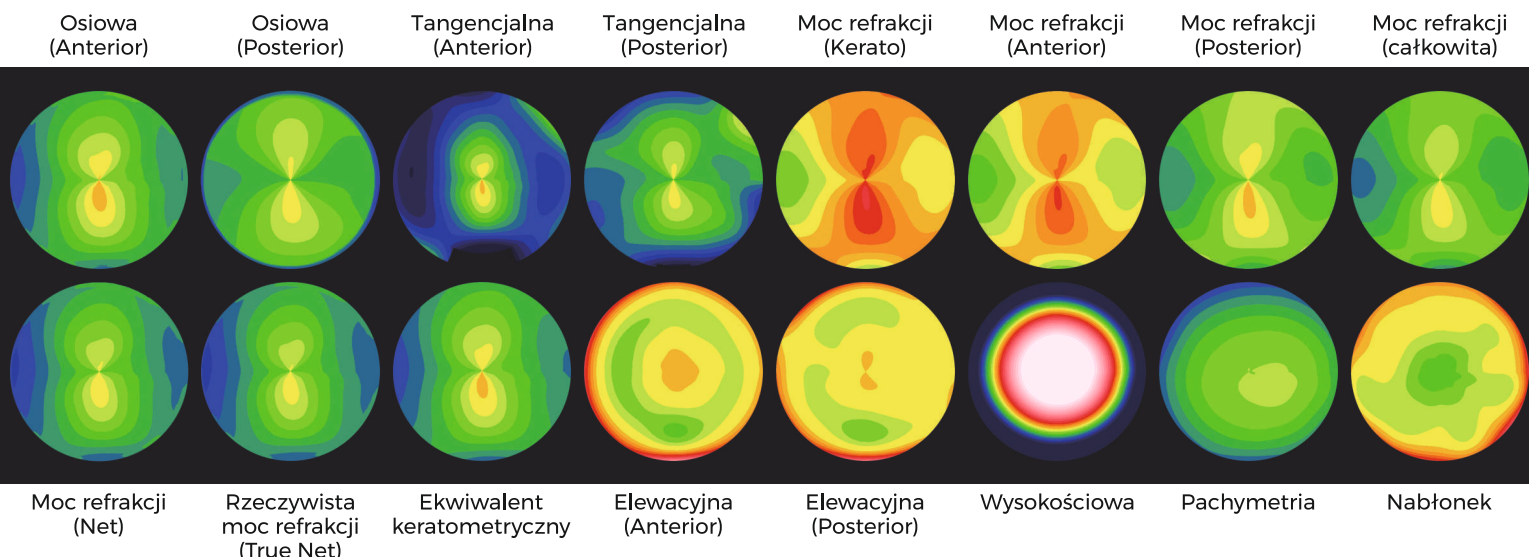 Osiowa
(Anterior)
Osiowa
(Posterior)
Tangencjalna
(Anterior)
Tangencjalna
(Posterior)
Moc refrakcji
(Kerato)
Moc refrakcji
(Anterior)
Moc refrakcji
(Posterior)
Moc refrakcji
(całkowita)
Moc refrakcji
(Net)
Rzeczywista
moc refrakcji
(True Net)
Ekwiwalent
keratometryczny
Elewacyjna
(Anterior)
Elewacyjna
(Posterior)
Wysokościowa
Pachymetria
Nabłonek